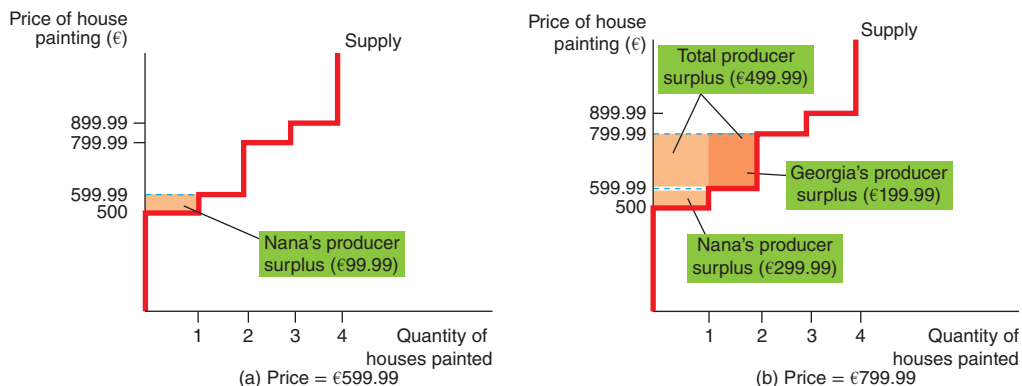 Price of house
painting (€)
Supply
899.99
799.99
599.99
500
Nana's producer
surplus (€99.99)
1 2 3 4 Quantity of
houses painted
(a) Price = €599.99
Price of house
painting (€)
Supply
Total producer
surplus (€499.99)
899.99
799.99
Georgia's producer
surplus (€199.99)
599.99
500
Nana's producer
surplus (€299.99)
1 2 3 4 Quantity of
houses painted
(b) Price = €799.99